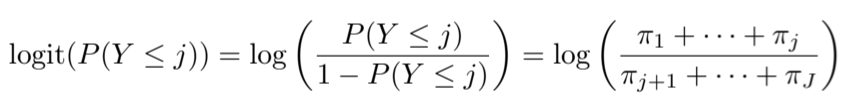 logit(P(Y ≤ j)) = log ( P(Y ≤ j) / 1 − P(Y ≤ j) ) = log ( π₁ + ⋯ + πⱼ / πⱼ₊₁ + ⋯ + π_J )